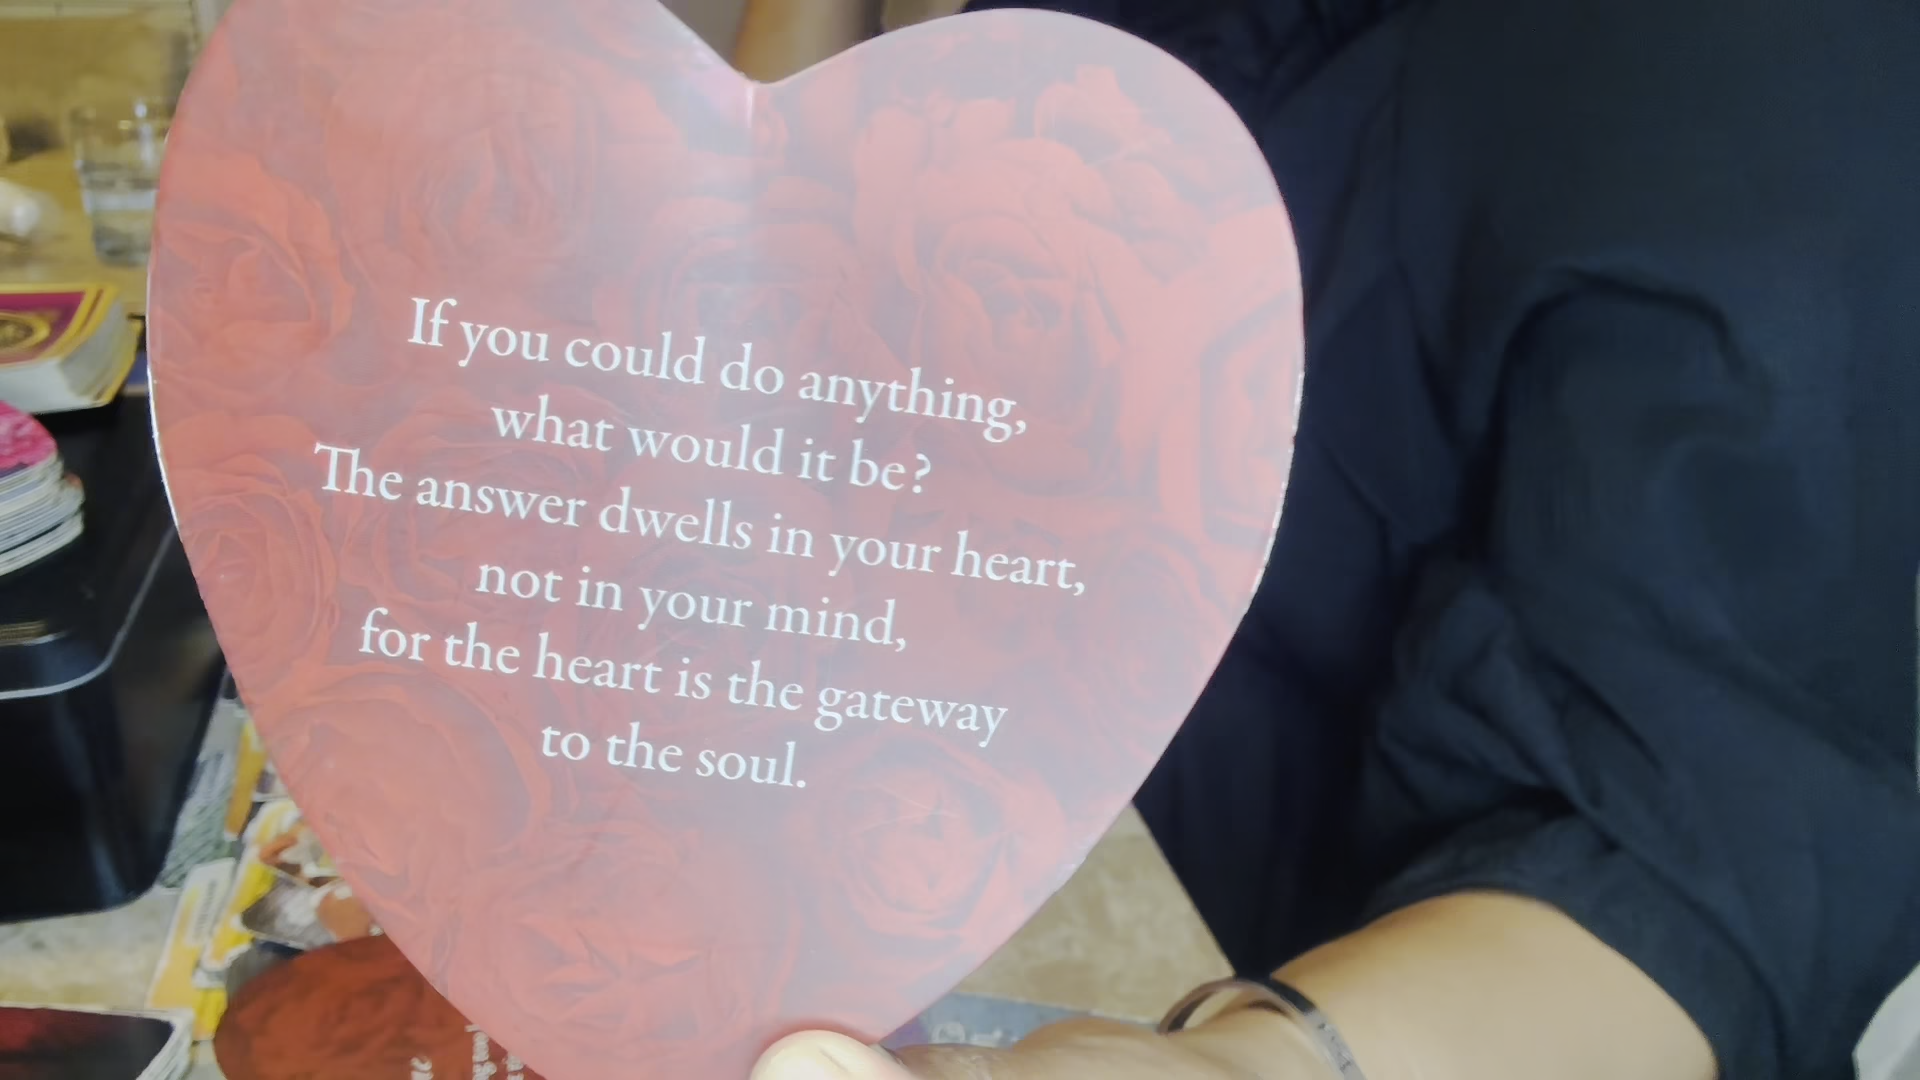 If you could do anything,
what would it be?
The answer dwells in your heart,
not in your mind,
for the heart is the gateway
to the soul.